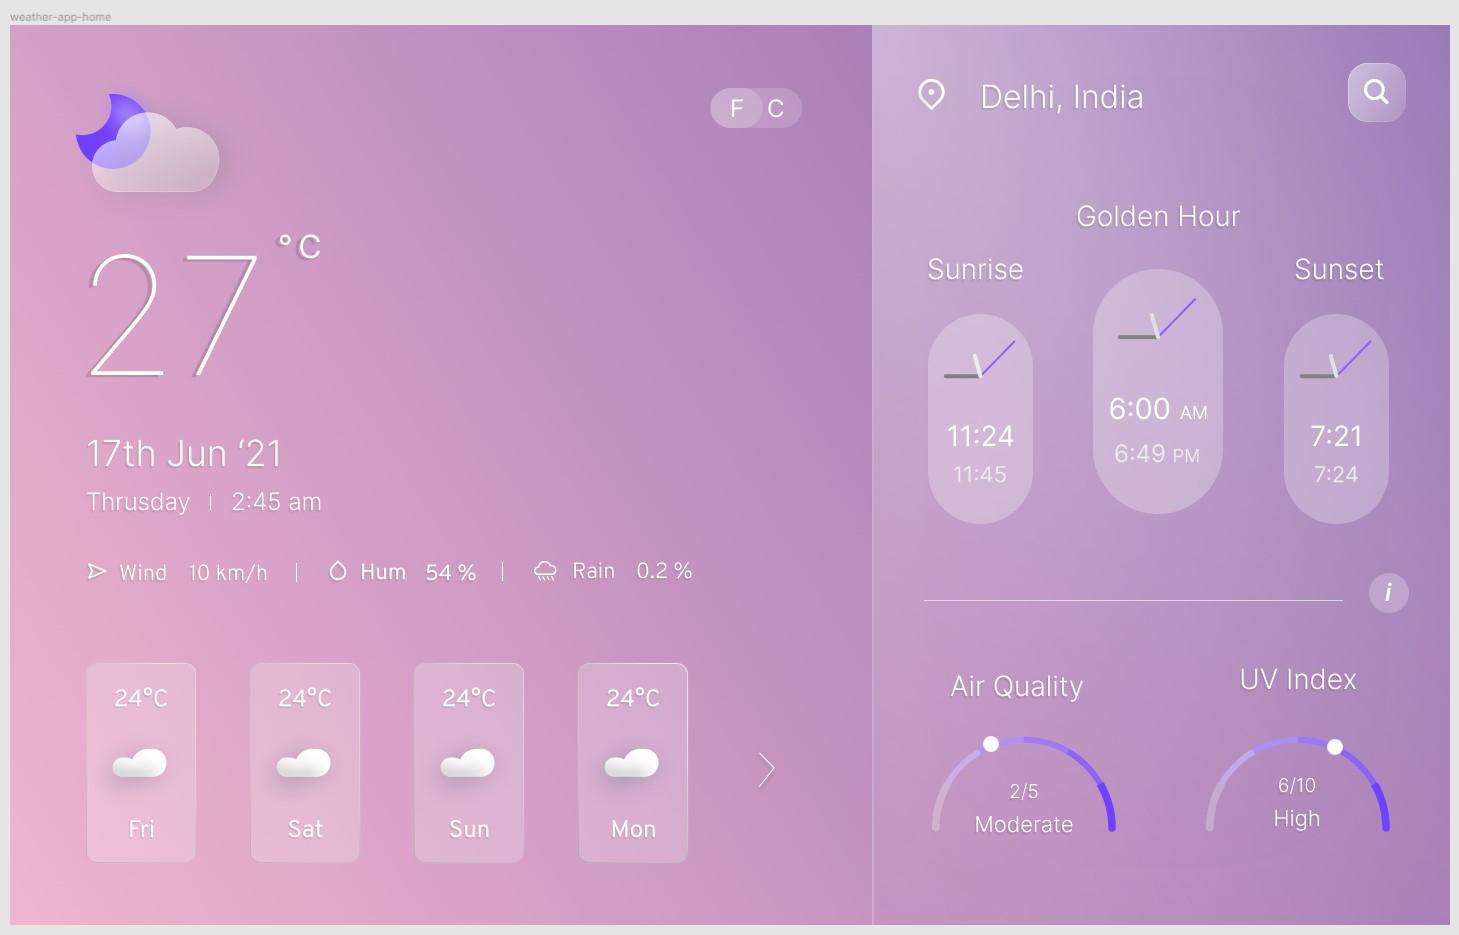 weather-app-home
F C
27 °C
17th Jun ‘21
Thrusday | 2:45 am
Wind 10 km/h | Hum 54 % | Rain 0.2 %
24°C
Fri
24°C
Sat
24°C
Sun
24°C
Mon
Delhi, India
Golden Hour
Sunrise
Sunset
11:24
11:45
6:00 AM
6:49 PM
7:21
7:24
i
Air Quality
2/5
Moderate
UV Index
6/10
High